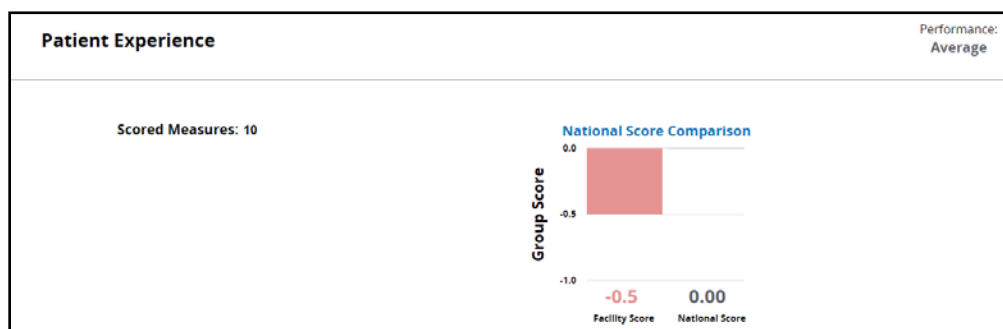 Patient Experience
Performance:
Average
Scored Measures: 10
National Score Comparison
0.0
-0.5
-1.0
Group Score
-0.5
0.00
Facility Score
National Score